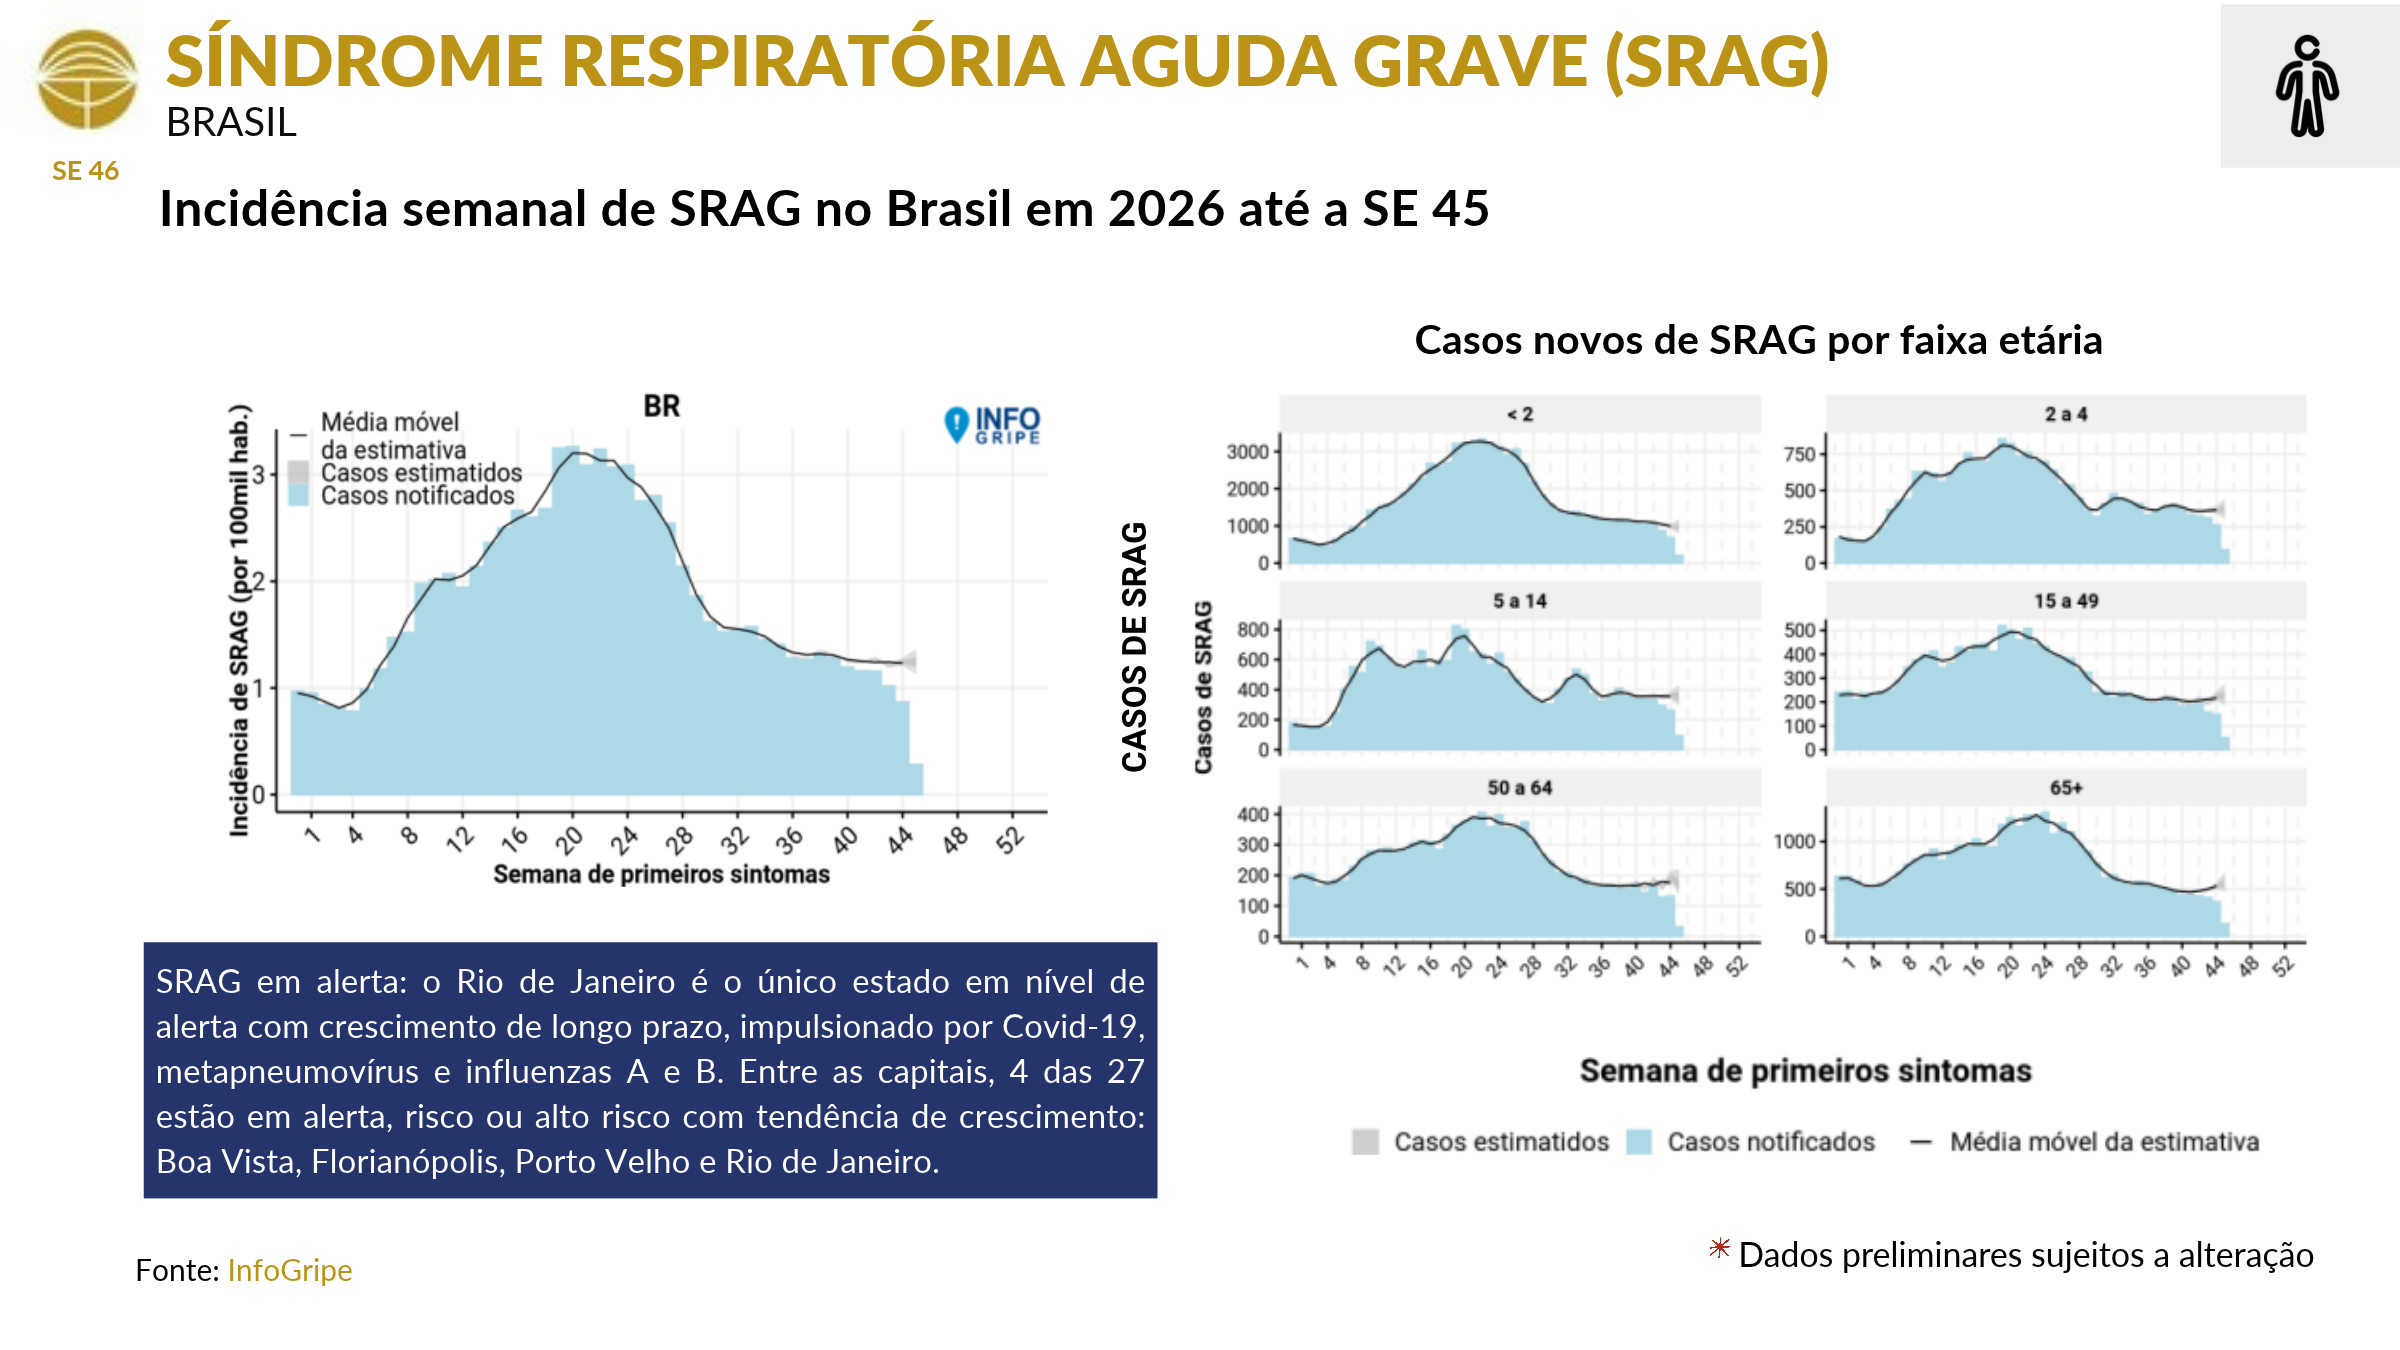 SÍNDROME RESPIRATÓRIA AGUDA GRAVE (SRAG)
BRASIL
SE 46
Incidência semanal de SRAG no Brasil em 2026 até a SE 45
BR
INFO
GRIPE
Média móvel
da estimativa
Casos estimatidos
Casos notificados
Incidência de SRAG (por 100mil hab.)
3
2
1
0
1 4 8 12 16 20 24 28 32 36 40 44 48 52
Semana de primeiros sintomas
SRAG em alerta: o Rio de Janeiro é o único estado em nível de
alerta com crescimento de longo prazo, impulsionado por Covid-19,
metapneumovírus e influenzas A e B. Entre as capitais, 4 das 27
estão em alerta, risco ou alto risco com tendência de crescimento:
Boa Vista, Florianópolis, Porto Velho e Rio de Janeiro.
Fonte: InfoGripe
Casos novos de SRAG por faixa etária
CASOS DE SRAG
Casos de SRAG
< 2
3000
2000
1000
0
2 a 4
750
500
250
0
5 a 14
800
600
400
200
0
15 a 49
500
400
300
200
100
0
50 a 64
400
300
200
100
0
65+
1000
500
0
1 4 8 12 16 20 24 28 32 36 40 44 48 52
1 4 8 12 16 20 24 28 32 36 40 44 48 52
Semana de primeiros sintomas
Casos estimatidos Casos notificados Média móvel da estimativa
* Dados preliminares sujeitos a alteração